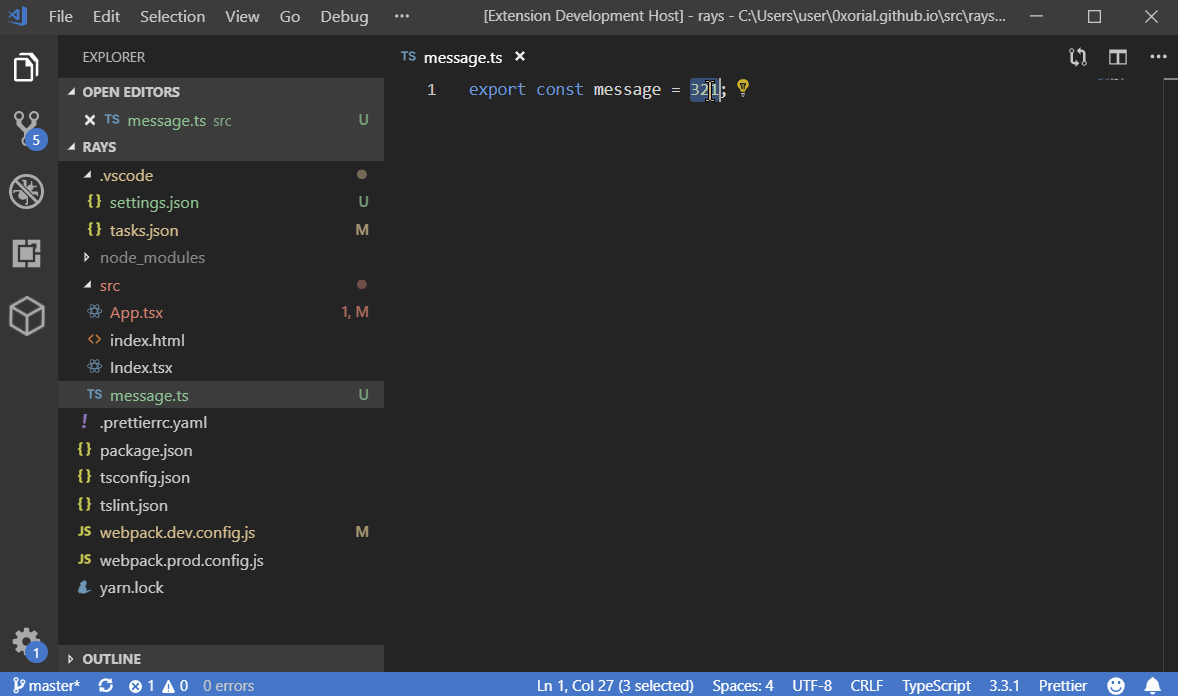 File Edit Selection View Go Debug ··· [Extension Development Host] - rays - C:\Users\user\0xorial.github.io\src\rays...
EXPLORER
OPEN EDITORS
TS message.ts src U
RAYS
.vscode
{} settings.json U
{} tasks.json M
node_modules
src
App.tsx 1, M
<> index.html
Index.tsx
TS message.ts U
! .prettierrc.yaml
{} package.json
{} tsconfig.json
{} tslint.json
JS webpack.dev.config.js M
JS webpack.prod.config.js
yarn.lock
OUTLINE
5
1
TS message.ts ×
1 export const message = 321;
master* 1 0 0 errors Ln 1, Col 27 (3 selected) Spaces: 4 UTF-8 CRLF TypeScript 3.3.1 Prettier